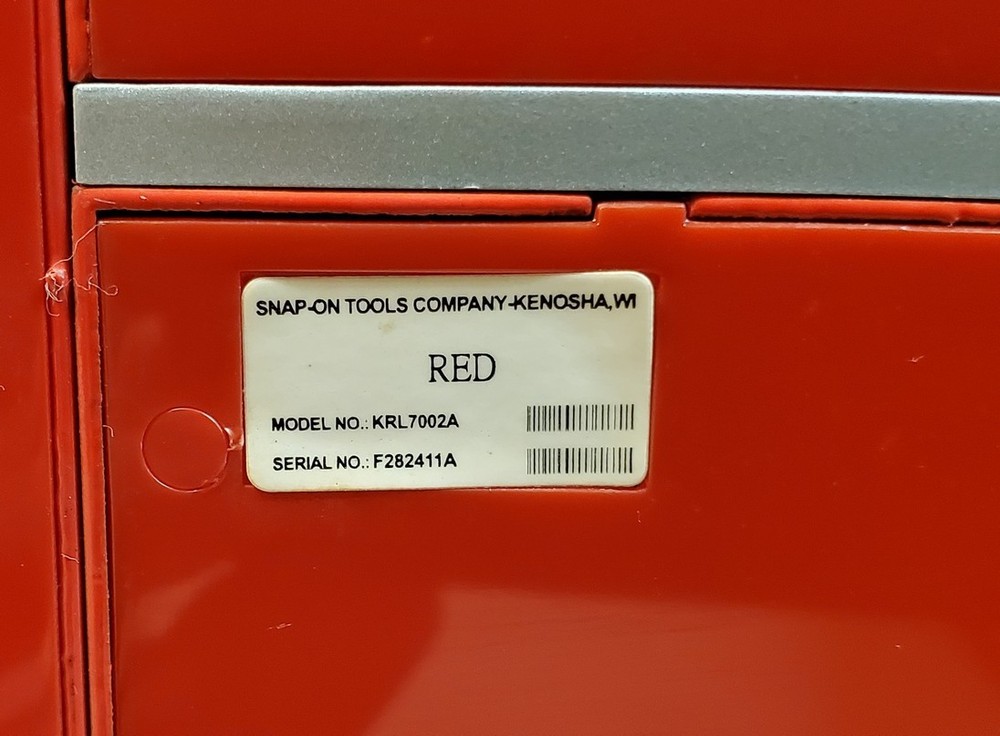 SNAP-ON TOOLS COMPANY-KENOSHA,WI
RED
MODEL NO.: KRL7002A
SERIAL NO.: F282411A